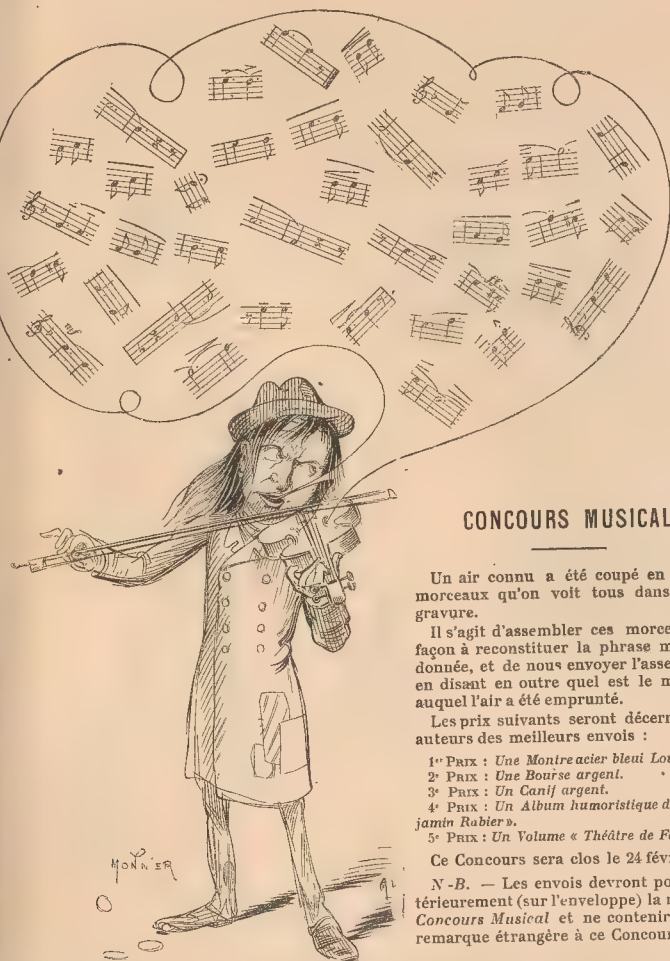 CONCOURS MUSICAL
Un air connu a été coupé en
morceaux qu'on voit tous dans
gravure.
Il s'agit d'assembler ces morce
façon à reconstituer la phrase m
donnée, et de nous envoyer l'asse
en disant en outre quel est le m
auquel l'air a été emprunté.
Les prix suivants seront décern
auteurs des meilleurs envois :
1er PRIX : Une Montre acier bleui Lou
2e PRIX : Une Bourse argent.
3e PRIX : Un Canif argent.
4e PRIX : Un Album humoristique d
jamin Rabier ».
5e PRIX : Un Volume « Théâtre de F
Ce Concours sera clos le 24 févr
N.-B. — Les envois devront po
térieurement (sur l'enveloppe) la m
Concours Musical et ne contenir
remarque étrangère à ce Concour
MONNIER